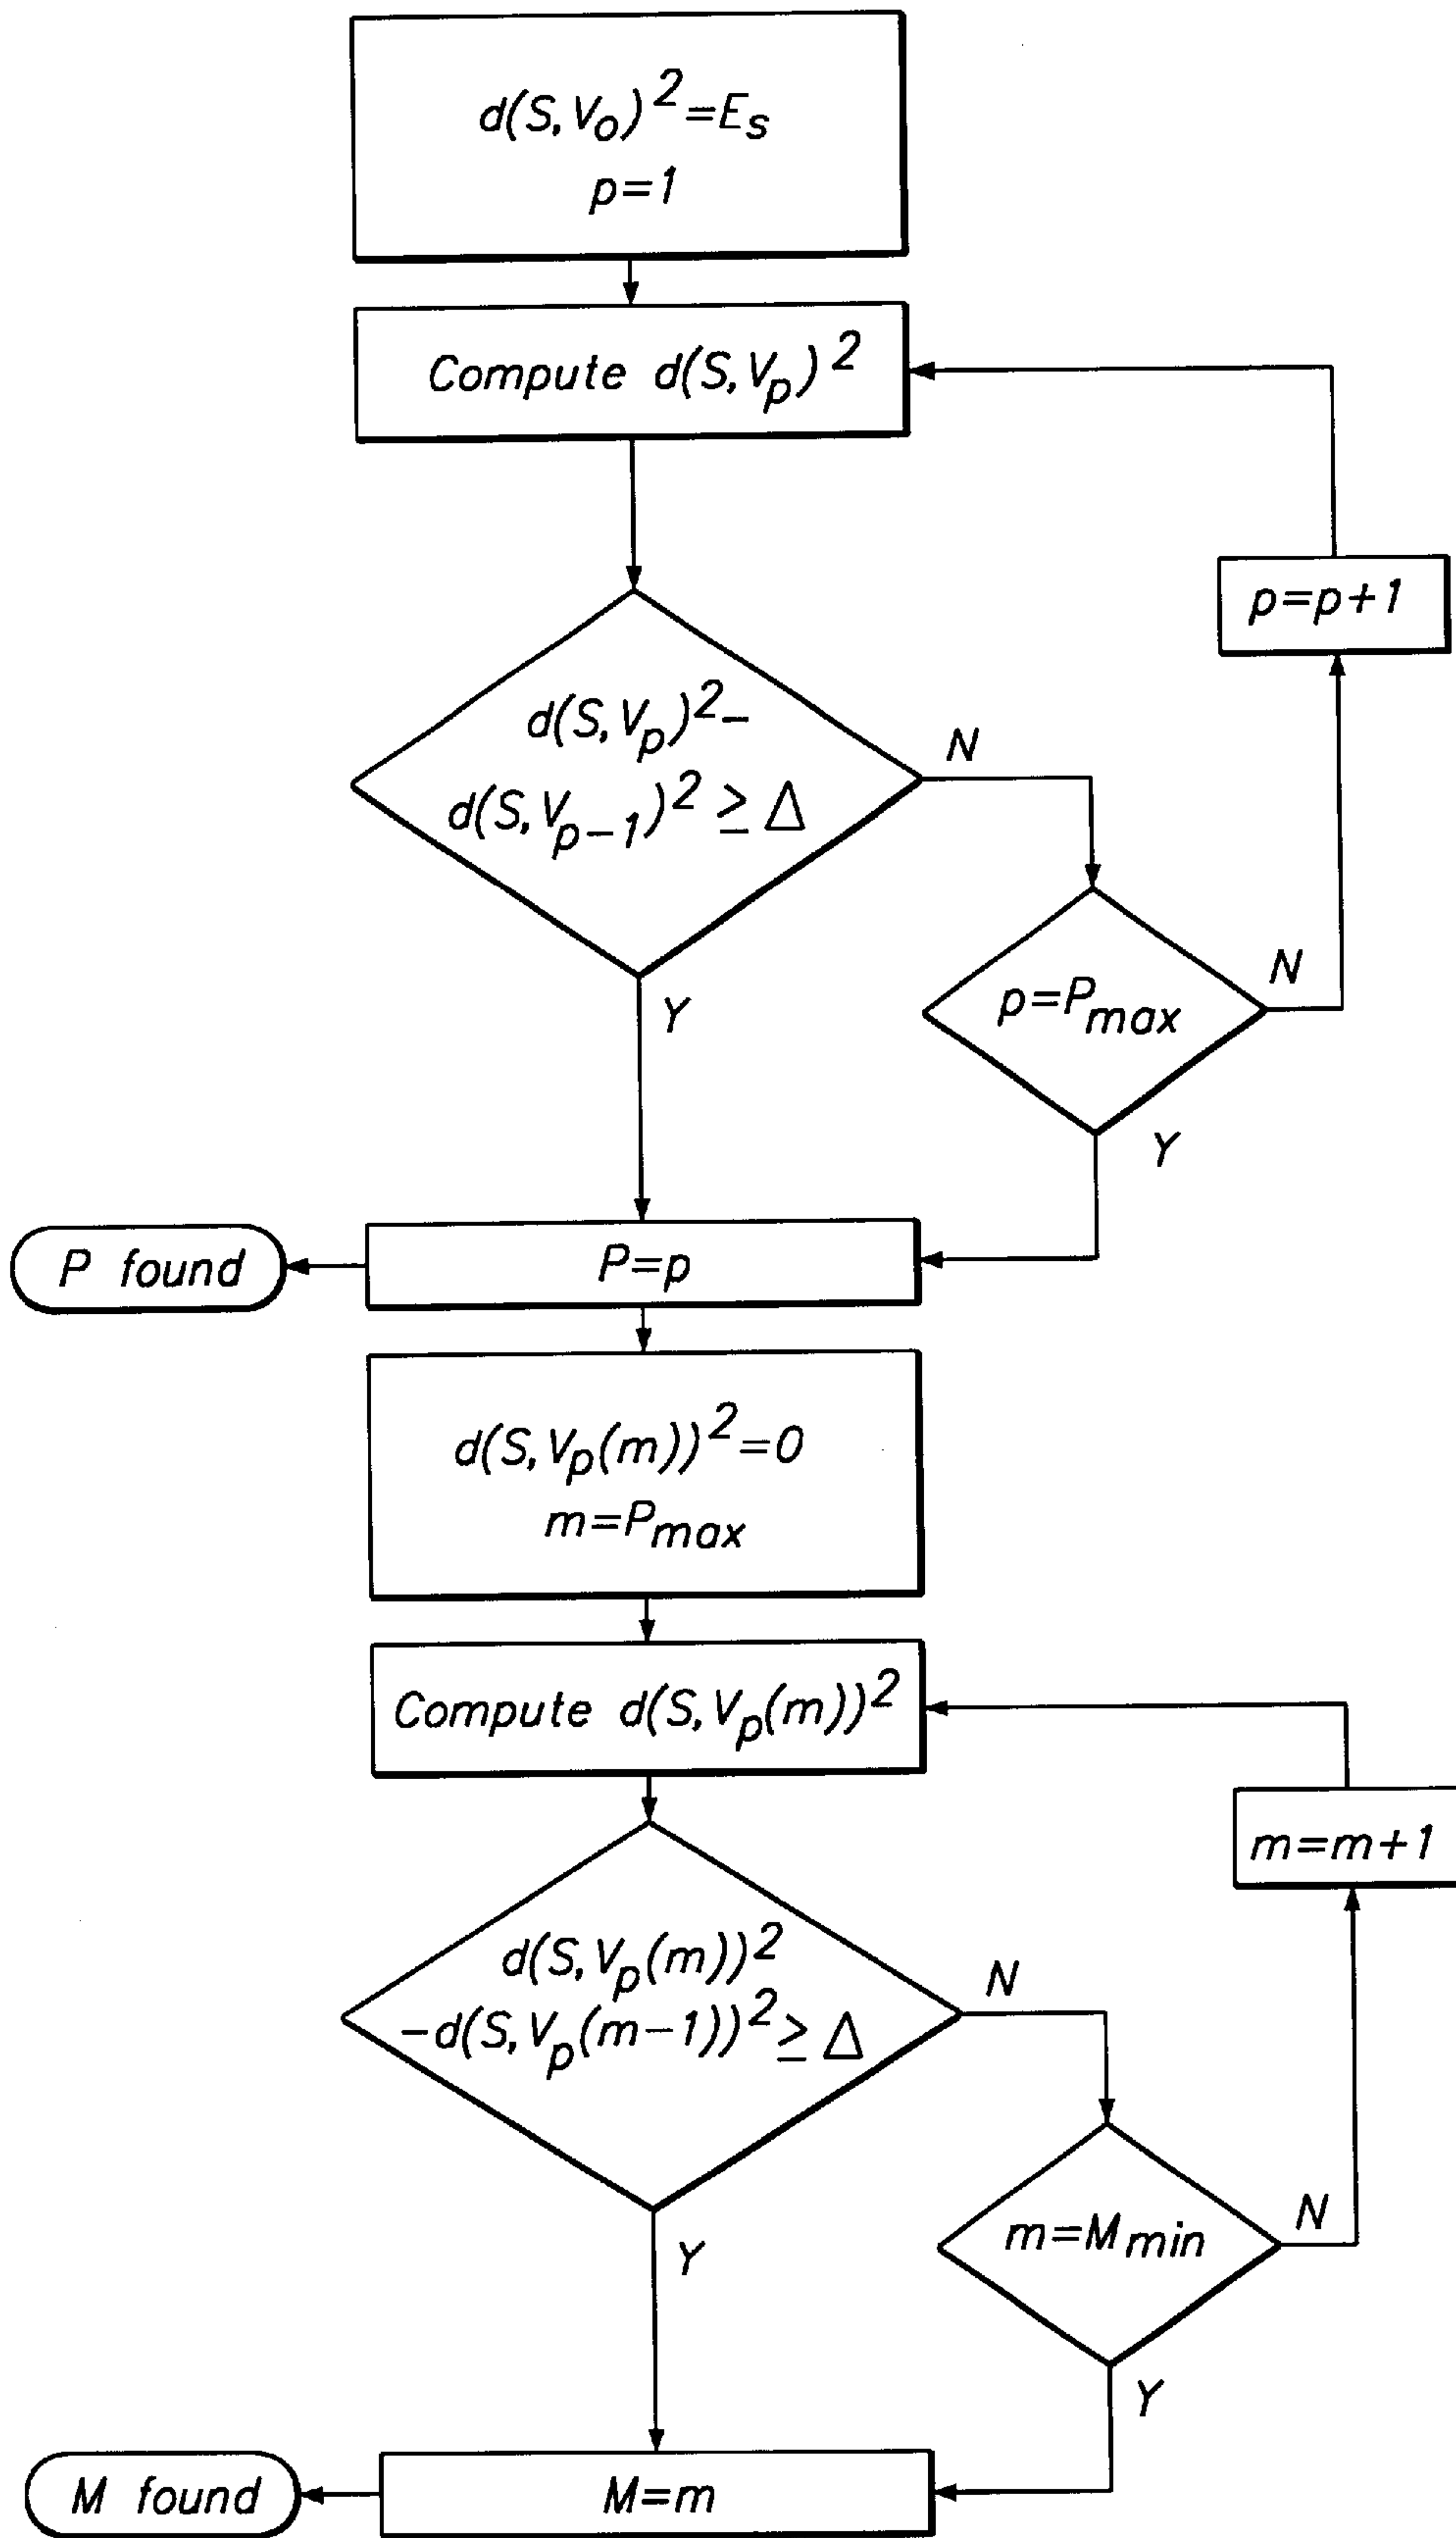 d(S,V₀)²=Eₛ
p=1
Compute d(S,Vₚ)²
p=p+1
d(S,Vₚ)²-
d(S,Vₚ₋₁)² ≥ Δ
N
N
p=Pmax
Y
Y
P found
P=p
d(S,Vₚ(m))²=0
m=Pmax
Compute d(S,Vₚ(m))²
m=m+1
d(S,Vₚ(m))²
-d(S,Vₚ(m-1))² ≥ Δ
N
N
m=Mmin
Y
Y
M found
M=m